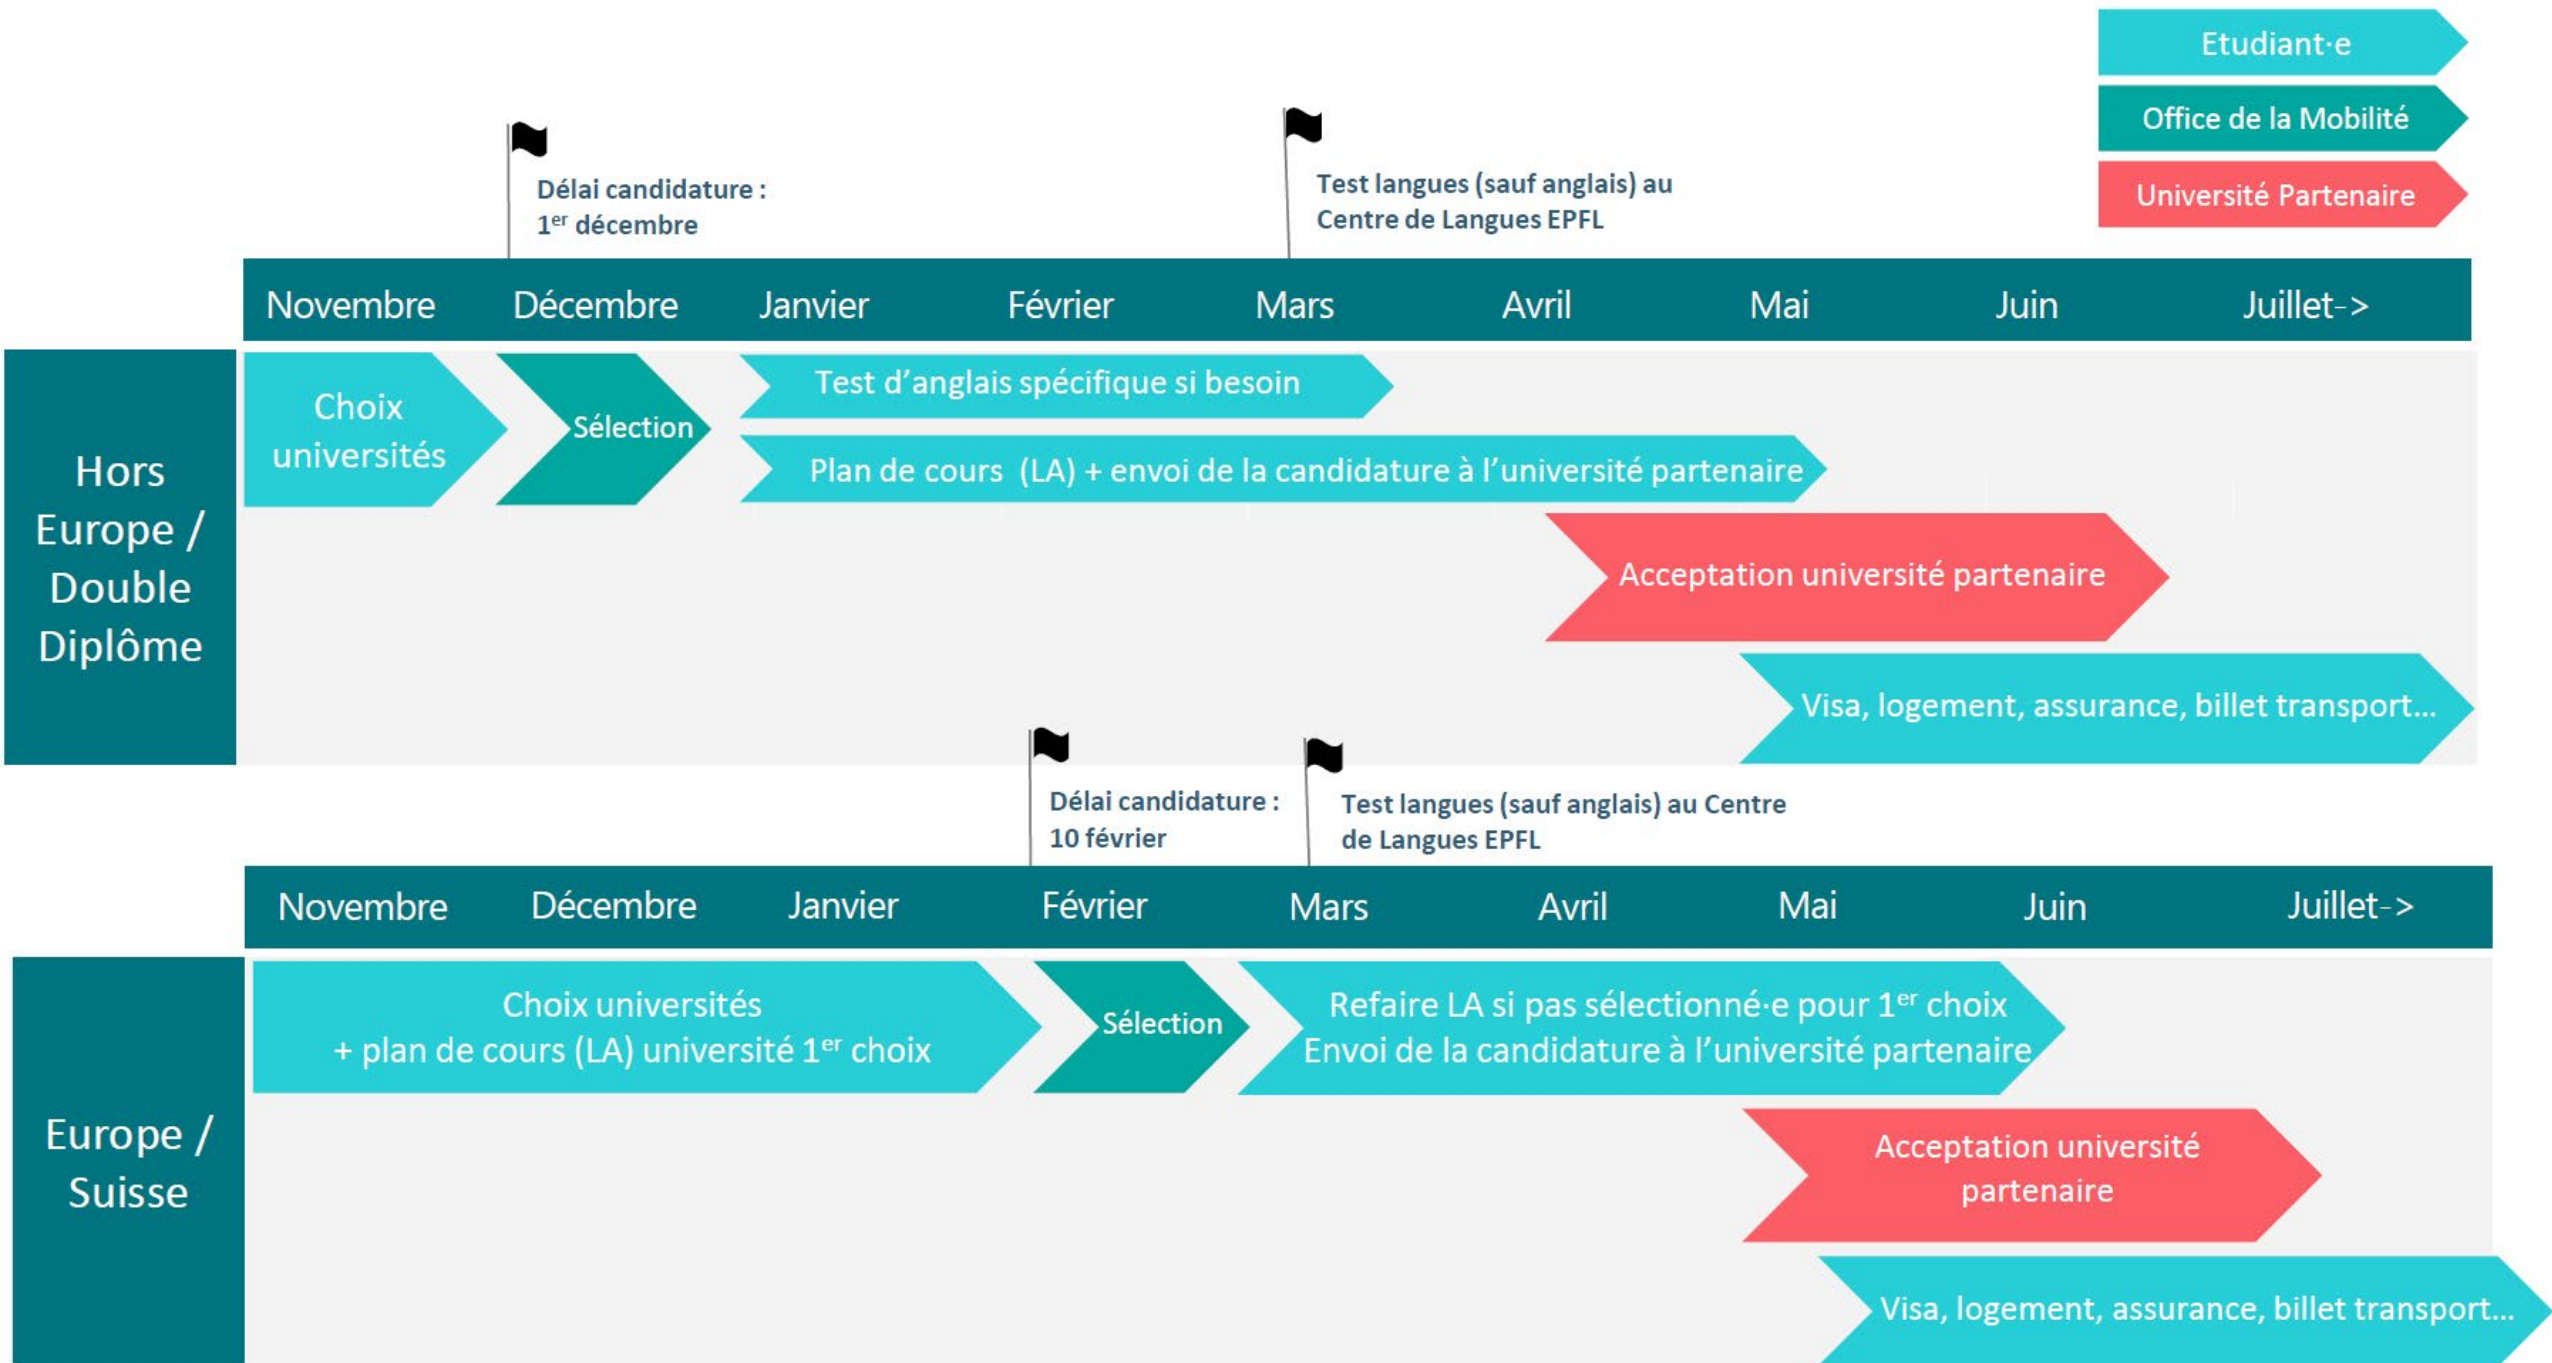 Etudiant·e
Office de la Mobilité
Université Partenaire
Délai candidature :
1er décembre
Test langues (sauf anglais) au
Centre de Langues EPFL
Novembre Décembre Janvier Février Mars Avril Mai Juin Juillet->
Hors
Europe /
Double
Diplôme
Choix
universités
Sélection
Test d’anglais spécifique si besoin
Plan de cours (LA) + envoi de la candidature à l’université partenaire
Acceptation université partenaire
Visa, logement, assurance, billet transport...
Délai candidature :
10 février
Test langues (sauf anglais) au Centre
de Langues EPFL
Novembre Décembre Janvier Février Mars Avril Mai Juin Juillet->
Europe /
Suisse
Choix universités
+ plan de cours (LA) université 1er choix
Sélection
Refaire LA si pas sélectionné·e pour 1er choix
Envoi de la candidature à l’université partenaire
Acceptation université
partenaire
Visa, logement, assurance, billet transport...